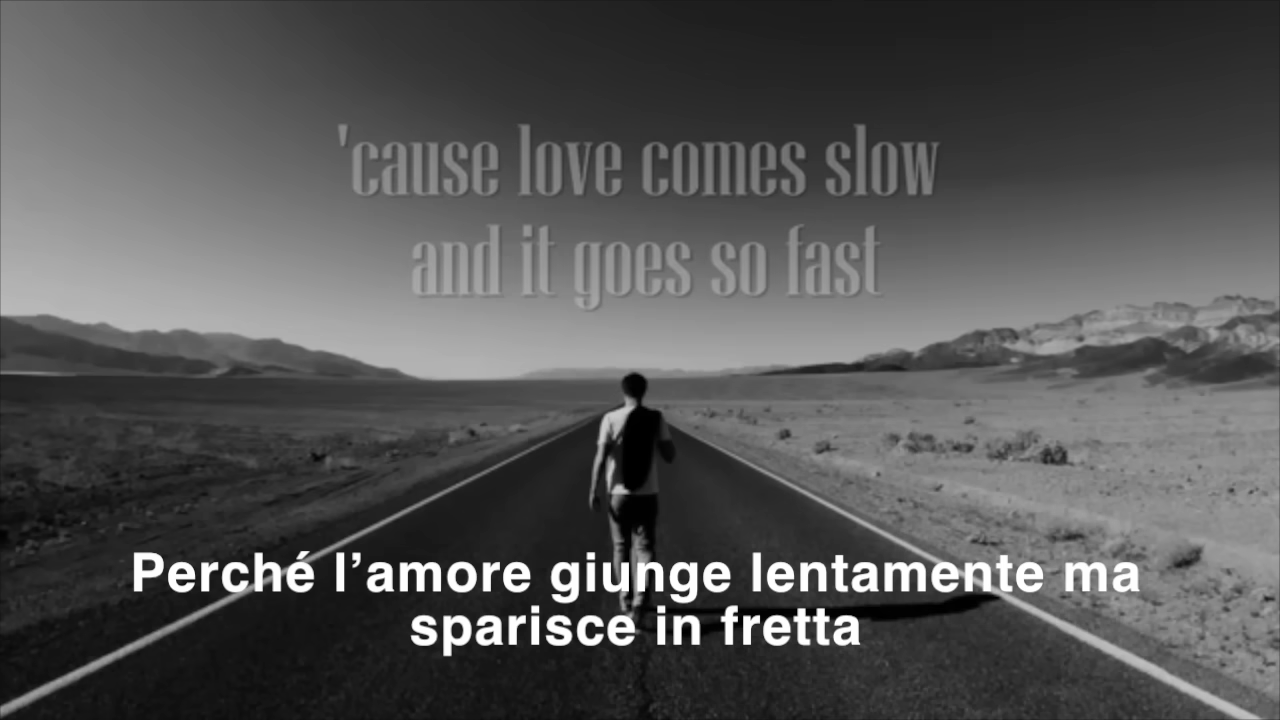 'cause love comes slow
and it goes so fast
Perché l’amore giunge lentamente ma
sparisce in fretta